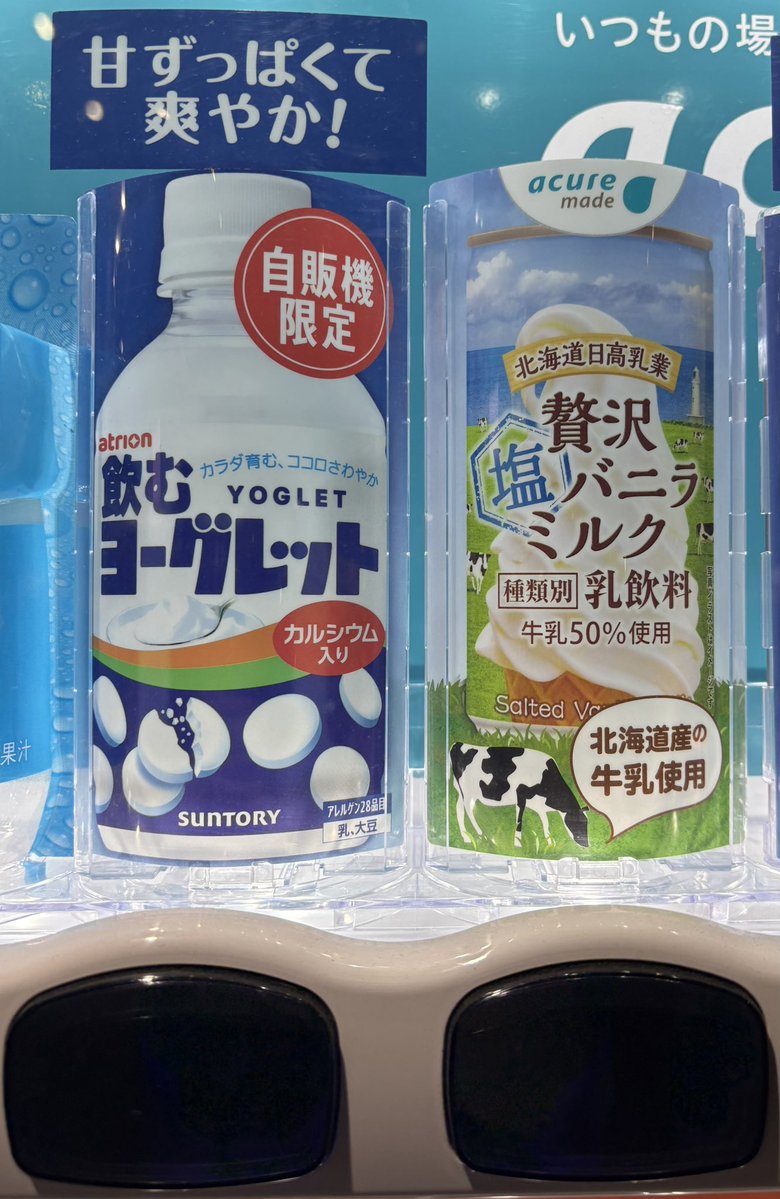 甘ずっぱくて
爽やか!
いつもの場
自販機
限定
atrion
カラダ育む、ココロさわやか
飲む
YOGLET
ヨーグレット
カルシウム
入り
SUNTORY
アレルゲン28品目
乳、大豆
果汁
acure
made
北海道日高乳業
贅沢
塩
バニラ
ミルク
種類別 乳飲料
牛乳50%使用
Salted Va
北海道産の
牛乳使用